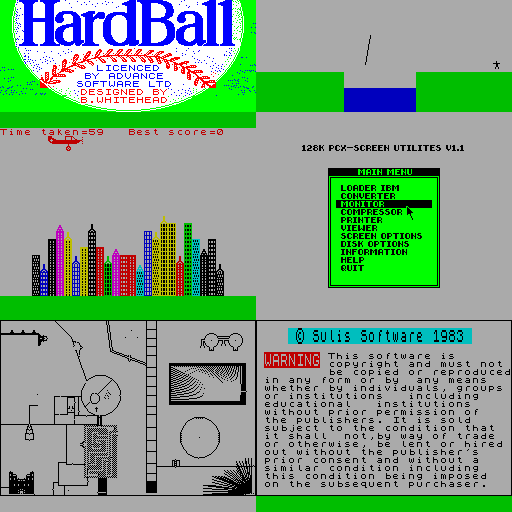 HardBall
LICENCED
BY ADVANCE
SOFTWARE LTD
DESIGNED BY
B.WHITEHEAD
*
Time taken=59 Best score=0
128K PCX-SCREEN UTILITES V1.1
MAIN MENU
LOADER IBM
CONVERTER
MONITOR
COMPRESSOR
PRINTER
VIEWER
SCREEN OPTIONS
DISK OPTIONS
INFORMATION
HELP
QUIT
© Sulis Software 1983
WARNING This software is
copyright and must not
be copied or reproduced
in any form or by any means
whether by individuals, groups
or institutions including
educational institutions
without prior permission of
the publishers. It is sold
subject to the condition that
it shall not,by way of trade
or otherwise, be lent or hired
out without the publisher's
prior consent and without a
similar condition including
this condition being imposed
on the subsequent purchaser.